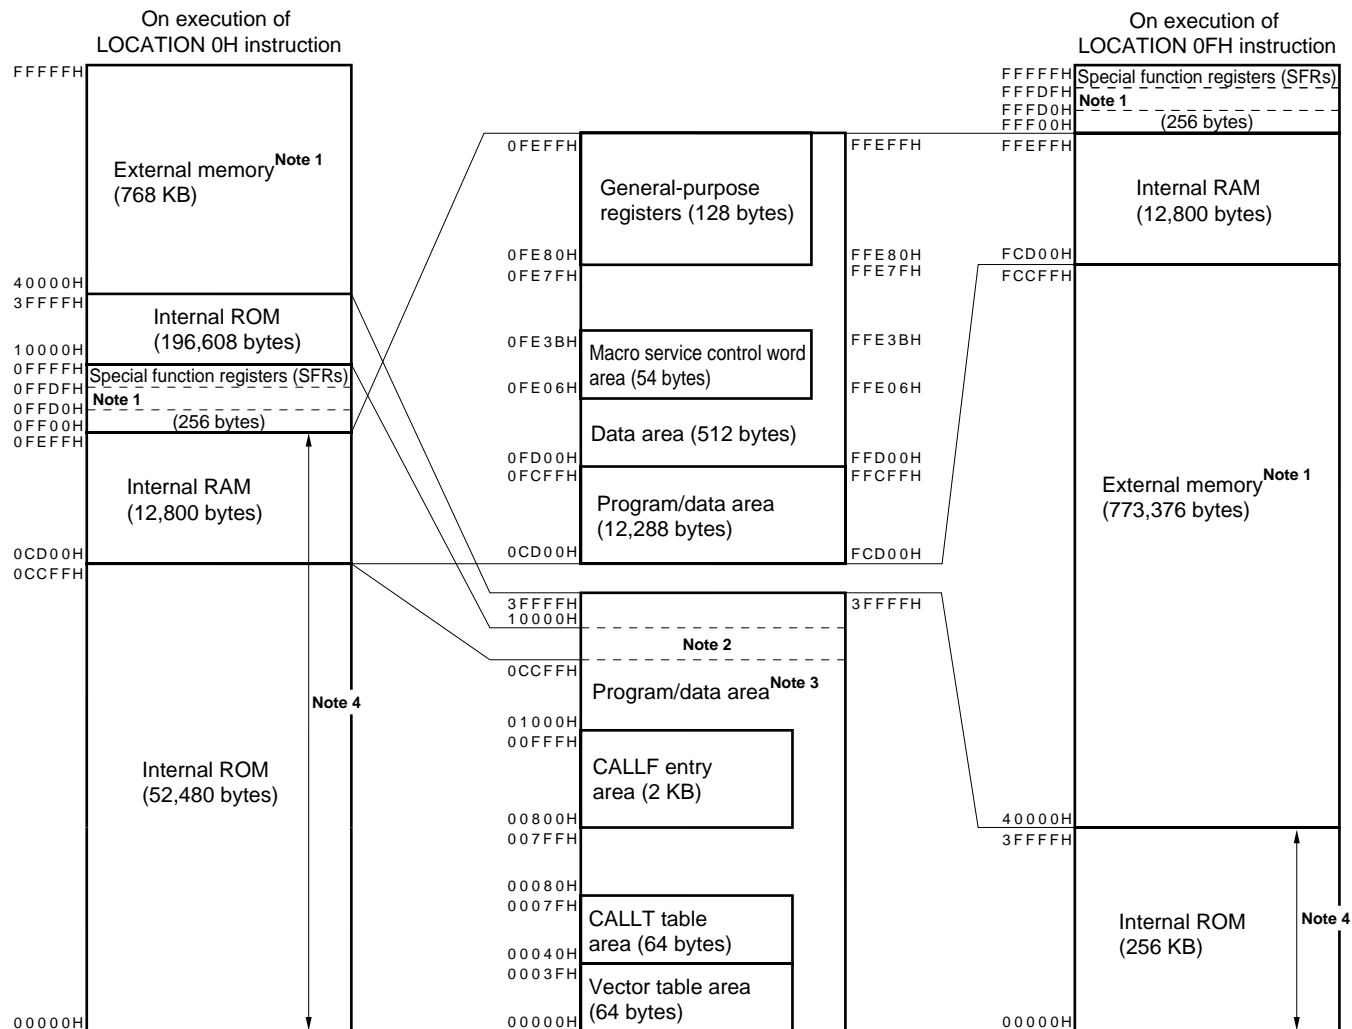 On execution of
LOCATION 0H instruction
FFFFFH
External memory Note 1
(768 KB)
40000H
3FFFFH
Internal ROM
(196,608 bytes)
10000H
0FFFFH
Special function registers (SFRs)
0FFDFH
Note 1
0FFD0H
0FF00H
(256 bytes)
0FEFFH
Internal RAM
(12,800 bytes)
0CD00H
0CCFFH
Note 4
Internal ROM
(52,480 bytes)
00000H
0FEFFH
FFEFFH
General-purpose
registers (128 bytes)
0FE80H
FFE80H
0FE7FH
FFE7FH
0FE3BH
FFE3BH
Macro service control word
area (54 bytes)
0FE06H
FFE06H
Data area (512 bytes)
0FD00H
FFD00H
0FCFFH
FFCFFH
Program/data area
(12,288 bytes)
0CD00H
FCD00H
3FFFFH
3FFFFH
10000H
Note 2
0CCFFH
Program/data area Note 3
01000H
00FFFH
CALLF entry
area (2 KB)
00800H
007FFH
00080H
0007FH
CALLT table
area (64 bytes)
00040H
0003FH
Vector table area
(64 bytes)
00000H
On execution of
LOCATION 0FH instruction
FFFFFH
Special function registers (SFRs)
FFFDFH
Note 1
FFFD0H
FFF00H
(256 bytes)
FFEFFH
Internal RAM
(12,800 bytes)
FCD00H
FCCFFH
External memory Note 1
(773,376 bytes)
40000H
3FFFFH
Internal ROM
(256 KB)
Note 4
00000H